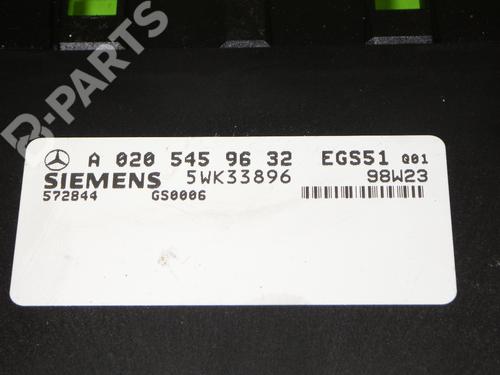 B-PARTS
A 020 545 96 32 EGS51 Q01
SIEMENS 5WK33896 98W23
572844 GS0006